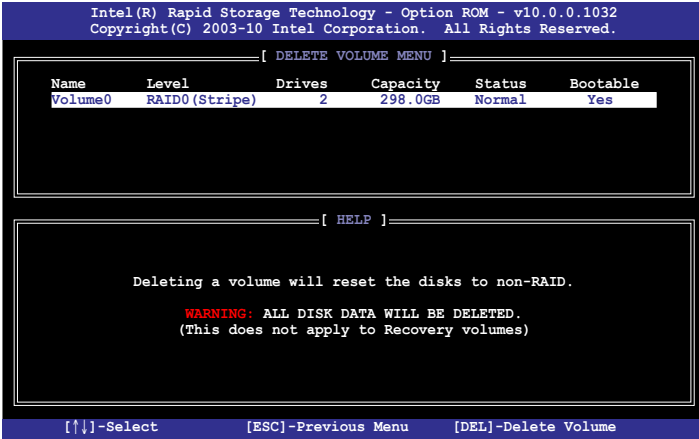 Intel(R) Rapid Storage Technology - Option ROM - v10.0.0.1032
Copyright(C) 2003-10 Intel Corporation.  All Rights Reserved.
[ DELETE VOLUME MENU ]
Name Level Drives Capacity Status Bootable
Volume0 RAID0(Stripe) 2 298.0GB Normal Yes
[ HELP ]
Deleting a volume will reset the disks to non-RAID.
WARNING: ALL DISK DATA WILL BE DELETED.
(This does not apply to Recovery volumes)
[↑↓]-Select [ESC]-Previous Menu [DEL]-Delete Volume